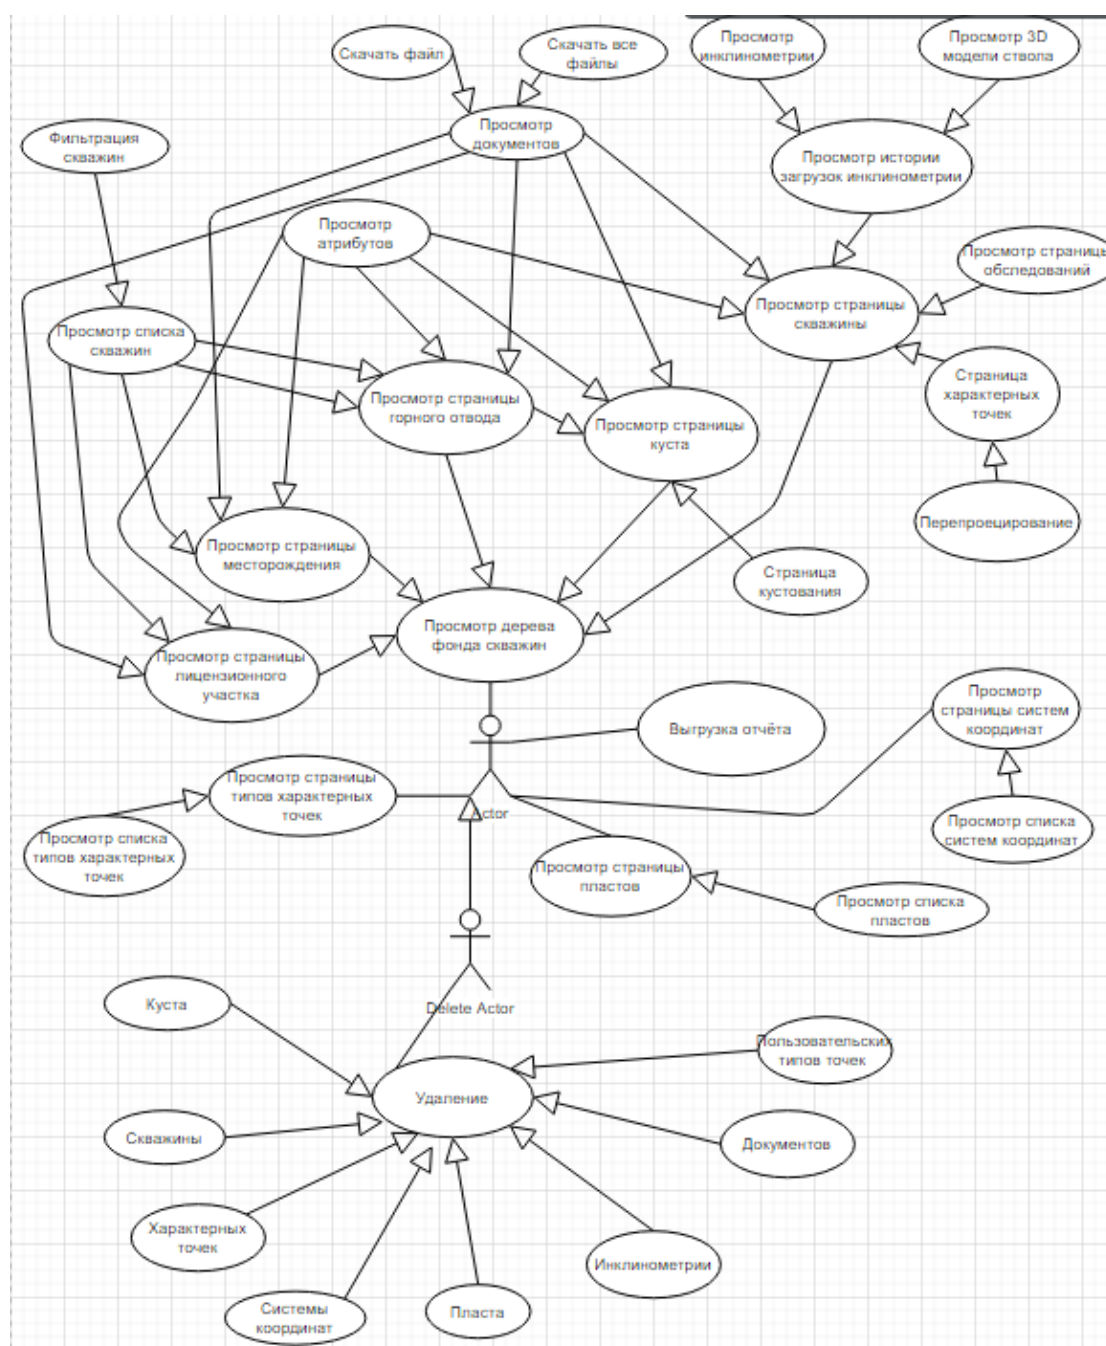 Скачать файл
Скачать все
файлы
Просмотр
инклинометрии
Просмотр 3D
модели ствола
Фильтрация
скважин
Просмотр
документов
Просмотр истории
загрузок инклинометрии
Просмотр
атрибутов
Просмотр страницы
обследований
Просмотр страницы
скважины
Просмотр списка
скважин
Просмотр страницы
горного отвода
Страница
характерных
точек
Просмотр страницы
куста
Перепроецирование
Просмотр страницы
месторождения
Страница
кустования
Просмотр дерева
фонда скважин
Просмотр страницы
лицензионного
участка
Просмотр
страницы систем
координат
Выгрузка отчёта
Просмотр страницы
типов характерных
точек
Actor
Просмотр списка
систем координат
Просмотр списка
типов характерных
точек
Просмотр страницы
пластов
Просмотр списка
пластов
Delete Actor
Куста
Пользовательских
типов точек
Удаление
Скважины
Документов
Характерных
точек
Инклинометрии
Системы
координат
Пласта